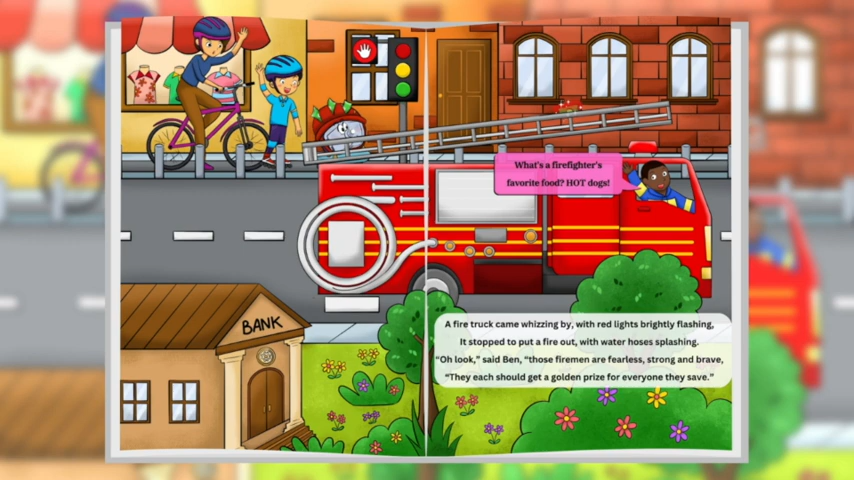 What's a firefighter's
favorite food? HOT dogs!
BANK
A fire truck came whizzing by, with red lights brightly flashing,
It stopped to put a fire out, with water hoses splashing.
"Oh look," said Ben, "those firemen are fearless, strong and brave,
"They each should get a golden prize for everyone they save."